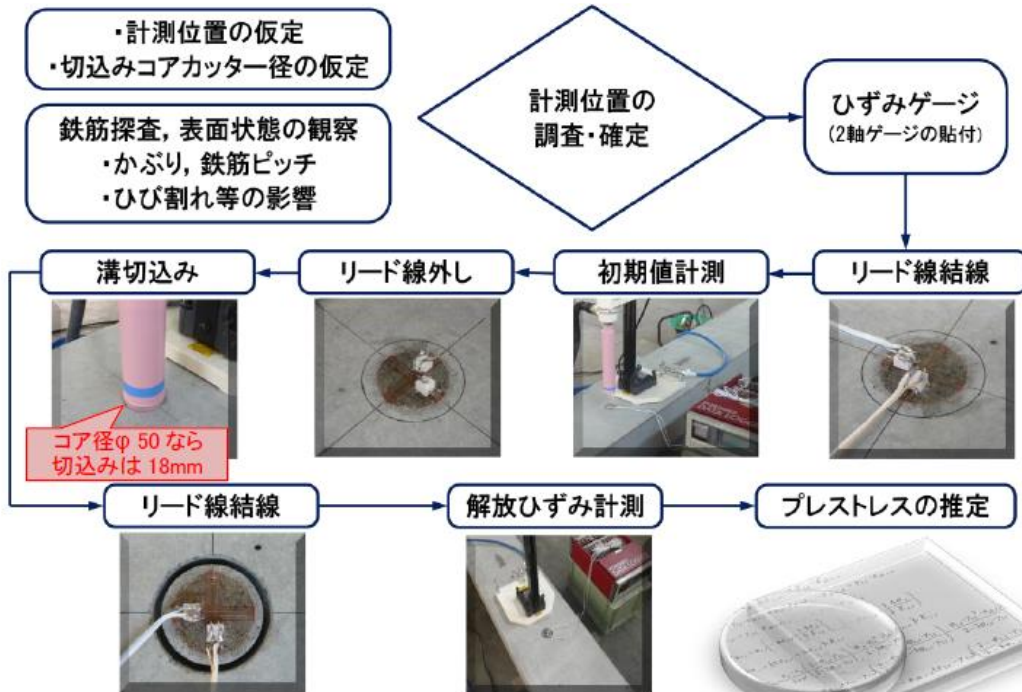 ・計測位置の仮定
・切込みコアカッター径の仮定
鉄筋探査，表面状態の観察
・かぶり，鉄筋ピッチ
・ひび割れ等の影響
計測位置の
調査・確定
ひずみゲージ
(2軸ゲージの貼付)
リード線結線
初期値計測
リード線外し
溝切込み
コア径φ 50 なら
切込みは 18mm
リード線結線
解放ひずみ計測
プレストレスの推定